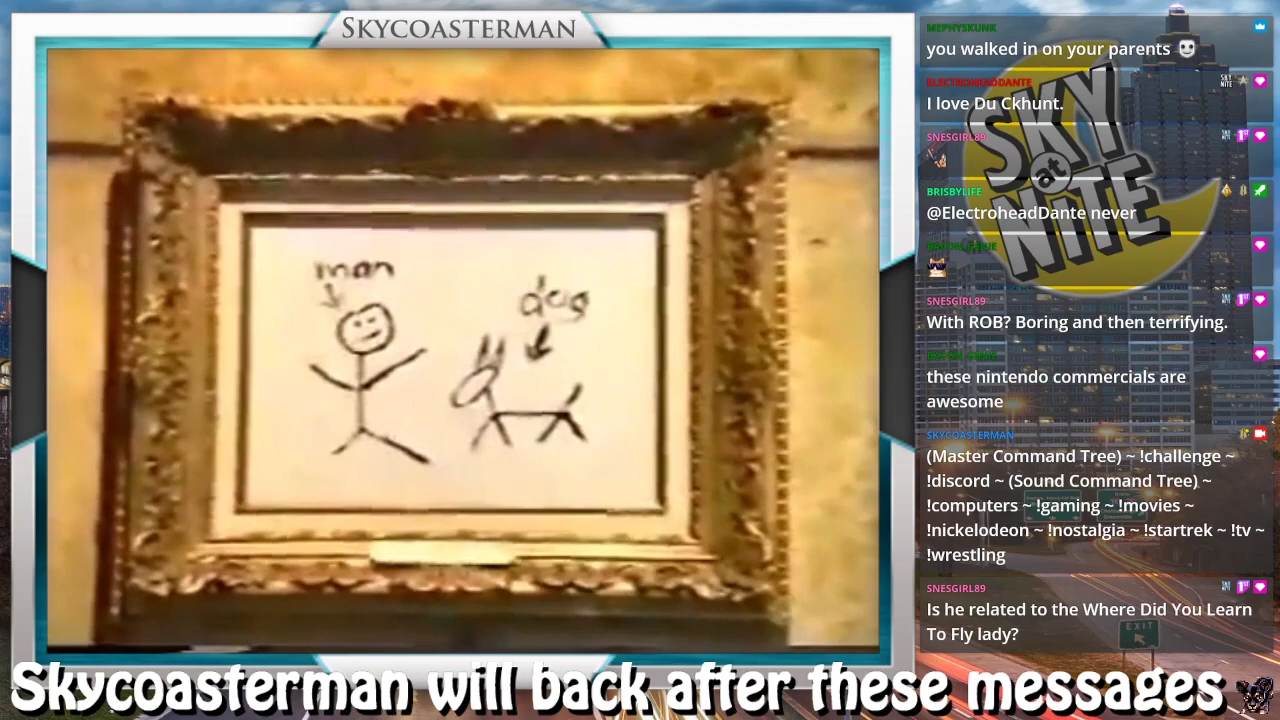 SKYCOASTERMAN
man
dog
MEPHYSKUNK
you walked in on your parents
ELECTROHEADDANTE
I love Du Ckhunt.
SNESGIRL89
BRISBYLIFE
@ElectroheadDante never
SNESGIRL89
With ROB? Boring and then terrifying.
these nintendo commercials are
awesome
SKYCOASTERMAN
(Master Command Tree) ~ !challenge ~
!discord ~ (Sound Command Tree) ~
!computers ~ !gaming ~ !movies ~
!nickelodeon ~ !nostalgia ~ !startrek ~ !tv ~
!wrestling
SNESGIRL89
Is he related to the Where Did You Learn
To Fly lady?
SKY
at
NiTE
EXIT
Skycoasterman will back after these messages